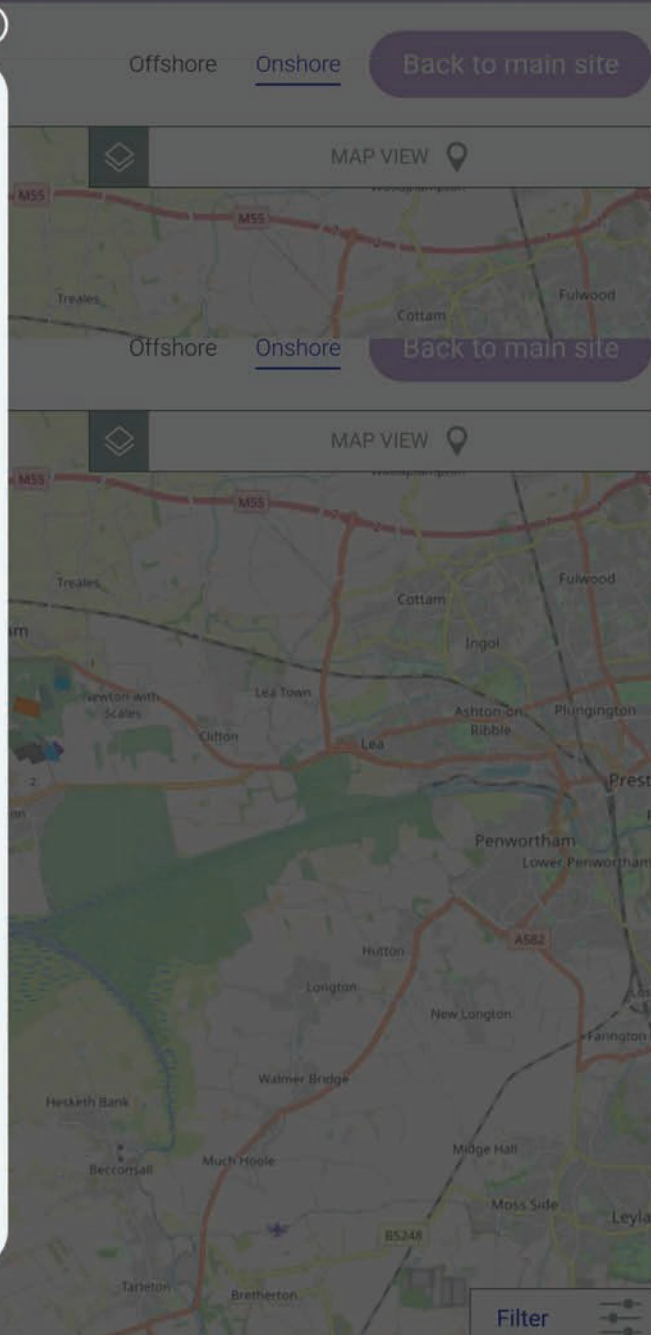 Offshore Onshore Back to main site
MAP VIEW
M55
M55
Treales
Cottam
Fulwood
Offshore Onshore Back to main site
MAP VIEW
M55
M55
Treales
Fulwood
Cottam
Ingol
Newton with
Scales
Lea Town
Ashton-on-
Ribble
Plungington
Clifton
Lea
2
Penwortham
Lower Penwortham
A582
Hutton
Longton
New Longton
Farington
Walmer Bridge
Hesketh Bank
Midge Hall
Becconsall
Much Hoole
Moss Side
Leyla
B5248
Tarleton
Bretherton
Filter